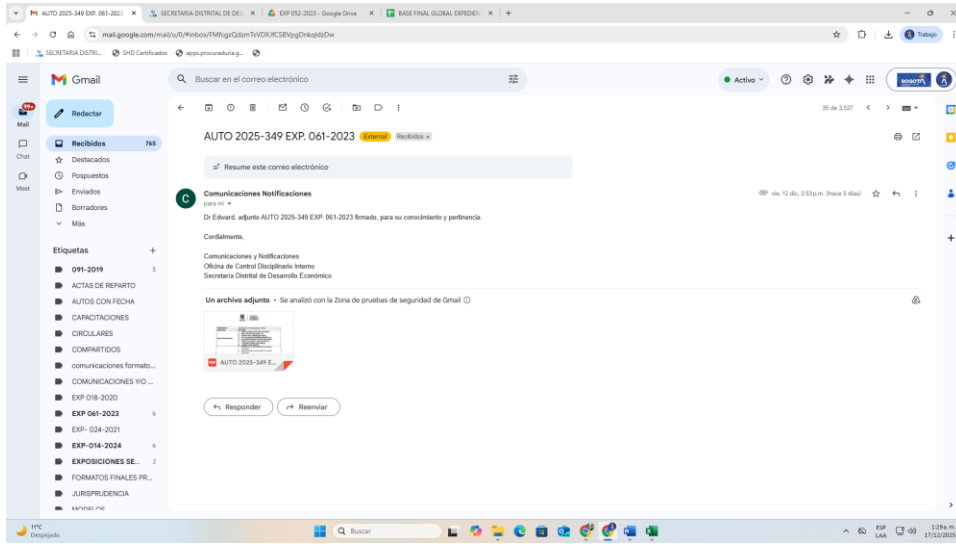 AUTO 2025-349 EXP. 061-2023
SECRETARIA DISTRITAL DE DES
EXP 052-2023 - Google Drive
BASE FINAL GLOBAL EXPEDIEN
mail.google.com/mail/u/0/#inbox/FMfcgzQdzmTsVDXJfCSBVpgDnkqldzDw
Trabajo
SECRETARIA DISTRI...
SHD Certificados
apps.procuraduria.g...
Gmail
Buscar en el correo electrónico
Activo
BOGOTÁ
99+
Mail
Chat
Meet
Redactar
35 de 3,527
Recibidos 765
Destacados
Pospuestos
Enviados
Borradores
Más
Etiquetas
091-2019 5
ACTAS DE REPARTO
AUTOS CON FECHA
CAPACITACIONES
CIRCULARES
COMPARTIDOS
comunicaciones formato...
COMUNICACIONES Y/O ...
EXP 018-2020
EXP 061-2023 6
EXP- 024-2021
EXP-014-2024 6
EXPOSICIONES SE... 2
FORMATOS FINALES PR...
JURISPRUDENCIA
MODELOS
AUTO 2025-349 EXP. 061-2023 External Recibidos x
Resume este correo electrónico
Comunicaciones Notificaciones
vie, 12 dic, 2:53 p.m. (hace 5 días)
para mí
Dr Edward, adjunto AUTO 2025-349 EXP. 061-2023 firmado, para su conocimiento y pertinencia.
Cordialmente,
Comunicaciones y Notificaciones
Oficina de Control Disciplinario Interno
Secretaría Distrital de Desarrollo Económico
Un archivo adjunto • Se analizó con la Zona de pruebas de seguridad de Gmail
PDF AUTO 2025-349 E...
Responder
Reenviar
11°C
Despejado
Buscar
ESP
LAA
1:29 a. m.
17/12/2025